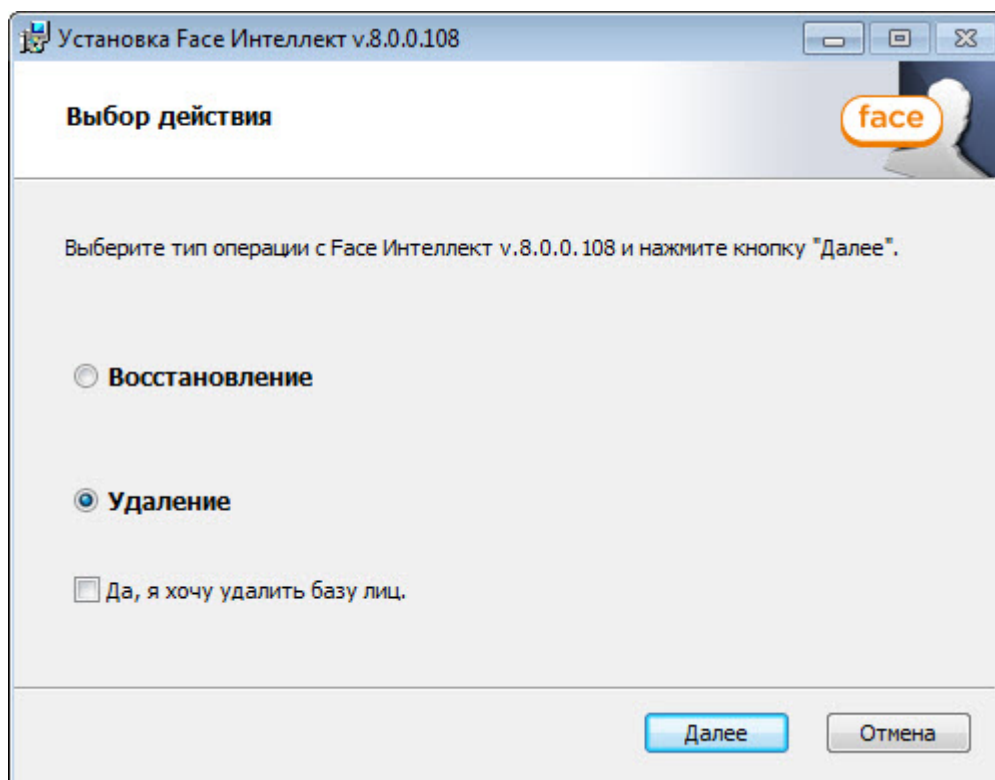 Установка Face Интеллект v.8.0.0.108
Выбор действия
face
Выберите тип операции с Face Интеллект v.8.0.0.108 и нажмите кнопку "Далее".
Восстановление
Удаление
Да, я хочу удалить базу лиц.
Далее
Отмена